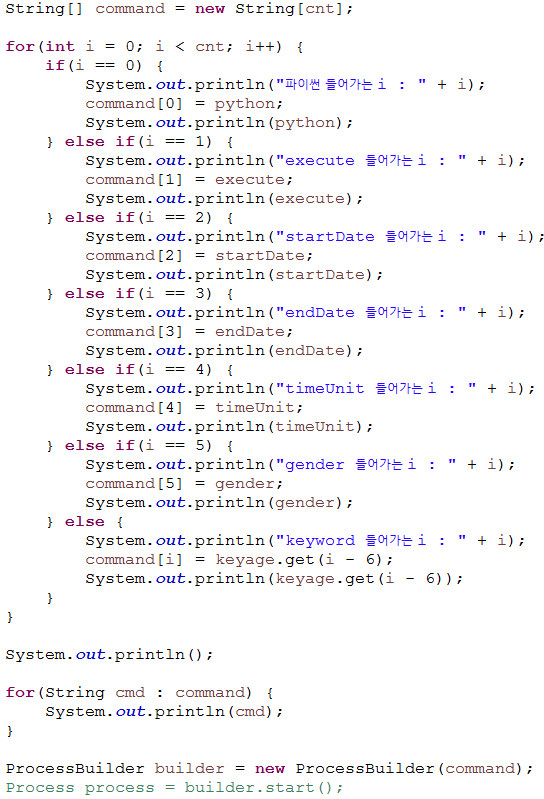 String[] command = new String[cnt];
for(int i = 0; i < cnt; i++) {
if(i == 0) {
System.out.println("파이썬 들어가는 i : " + i);
command[0] = python;
System.out.println(python);
} else if(i == 1) {
System.out.println("execute 들어가는 i : " + i);
command[1] = execute;
System.out.println(execute);
} else if(i == 2) {
System.out.println("startDate 들어가는 i : " + i);
command[2] = startDate;
System.out.println(startDate);
} else if(i == 3) {
System.out.println("endDate 들어가는 i : " + i);
command[3] = endDate;
System.out.println(endDate);
} else if(i == 4) {
System.out.println("timeUnit 들어가는 i : " + i);
command[4] = timeUnit;
System.out.println(timeUnit);
} else if(i == 5) {
System.out.println("gender 들어가는 i : " + i);
command[5] = gender;
System.out.println(gender);
} else {
System.out.println("keyword 들어가는 i : " + i);
command[i] = keyage.get(i - 6);
System.out.println(keyage.get(i - 6));
}
}
System.out.println();
for(String cmd : command) {
System.out.println(cmd);
}
ProcessBuilder builder = new ProcessBuilder(command);
Process process = builder.start();